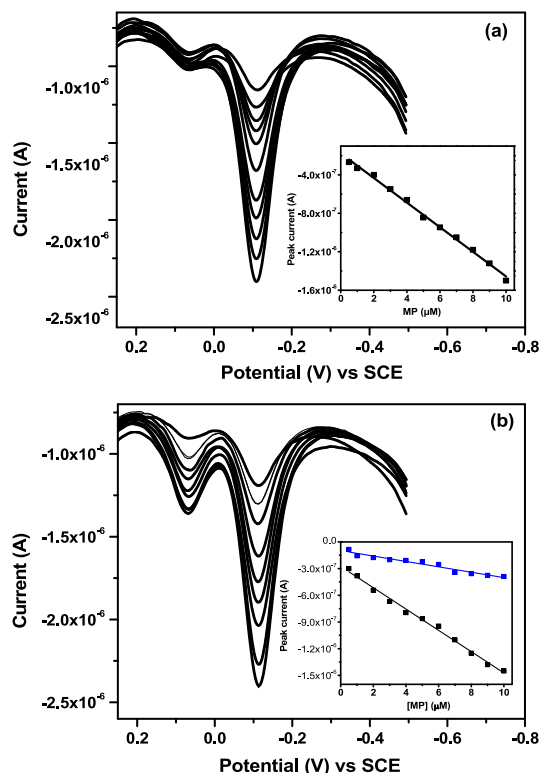 (a)
-1.0x10⁻⁶
-1.5x10⁻⁶
-2.0x10⁻⁶
-2.5x10⁻⁶
Current (A)
0.2 0.0 -0.2 -0.4 -0.6 -0.8
Potential (V) vs SCE
-4.0x10⁻⁷
-8.0x10⁻⁷
-1.2x10⁻⁶
-1.6x10⁻⁶
Peak current (A)
0 2 4 6 8 10
MP (µM)
(b)
-1.0x10⁻⁶
-1.5x10⁻⁶
-2.0x10⁻⁶
-2.5x10⁻⁶
Current (A)
0.2 0.0 -0.2 -0.4 -0.6 -0.8
Potential (V) vs SCE
0.0
-3.0x10⁻⁷
-6.0x10⁻⁷
-9.0x10⁻⁷
-1.2x10⁻⁶
-1.5x10⁻⁶
Peak current (A)
0 2 4 6 8 10
[MP] (µM)